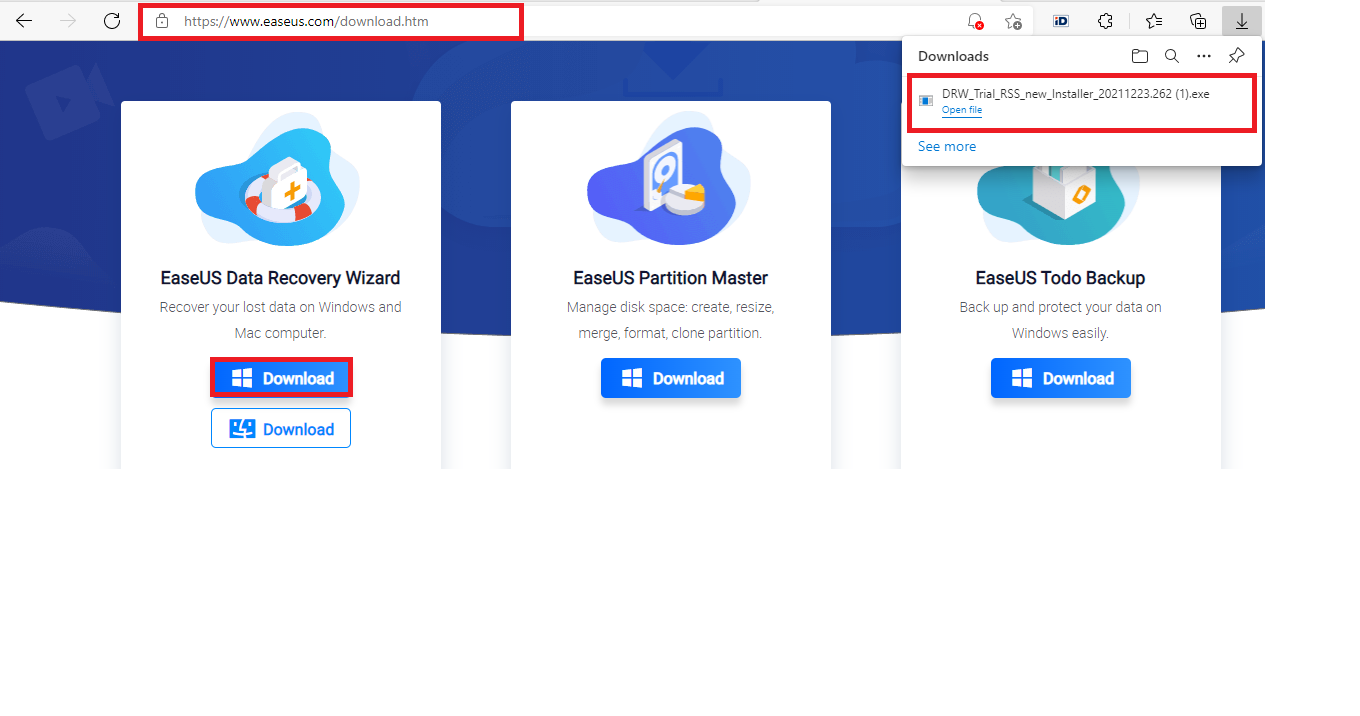 https://www.easeus.com/download.htm
iD
Downloads
DRW_Trial_RSS_new_Installer_20211223.262 (1).exe
Open file
See more
EaseUS Data Recovery Wizard
Recover your lost data on Windows and
Mac computer.
Download
Download
EaseUS Partition Master
Manage disk space: create, resize,
merge, format, clone partition.
Download
EaseUS Todo Backup
Back up and protect your data on
Windows easily.
Download